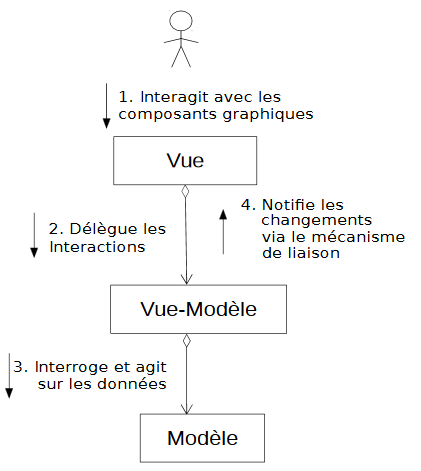 1. Interagit avec les
composants graphiques
Vue
2. Délègue les
Interactions
4. Notifie les
changements
via le mécanisme
de liaison
Vue-Modèle
3. Interroge et agit
sur les données
Modèle